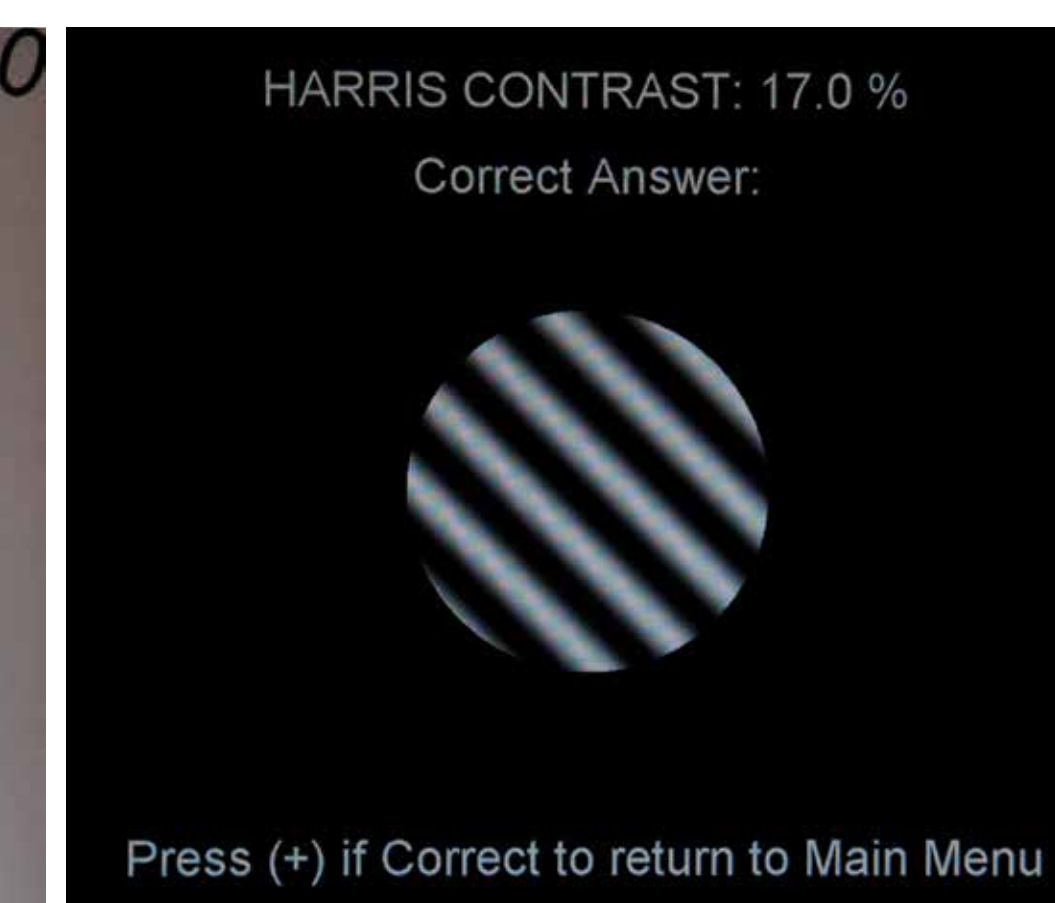 HARRIS CONTRAST: 17.0 %
Correct Answer:
Press (+) if Correct to return to Main Menu